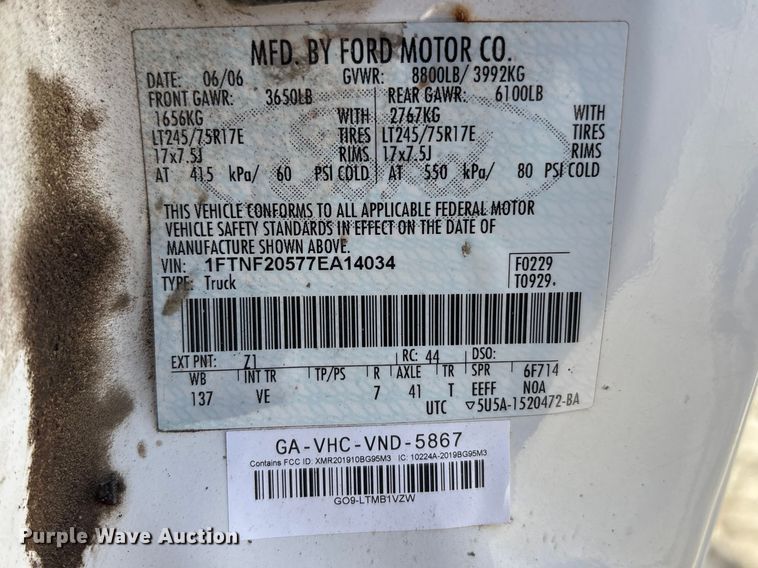 MFD. BY FORD MOTOR CO.
DATE: 06/06 GVWR: 8800LB/ 3992KG
FRONT GAWR: 3650LB REAR GAWR: 6100LB
1656KG WITH 2767KG WITH
LT245/75R17E TIRES LT245/75R17E TIRES
17x7.5J RIMS 17x7.5J RIMS
AT 415 kPa/ 60 PSI COLD AT 550 kPa/ 80 PSI COLD
THIS VEHICLE CONFORMS TO ALL APPLICABLE FEDERAL MOTOR
VEHICLE SAFETY STANDARDS IN EFFECT ON THE DATE OF
MANUFACTURE SHOWN ABOVE.
VIN: 1FTNF20577EA14034 F0229
TYPE: Truck T0929
EXT PNT: Z1 RC: 44 DSO:
WB INT TR TP/PS R AXLE TR SPR 6F714
137 VE 7 41 T EEFF N0A
UTC ▽5U5A-1520472-BA
GA-VHC-VND-5867
Contains FCC ID: XMR201910BG95M3 IC: 10224A-2019BG95M3
GO9-LTMB1VZW
Purple Wave Auction